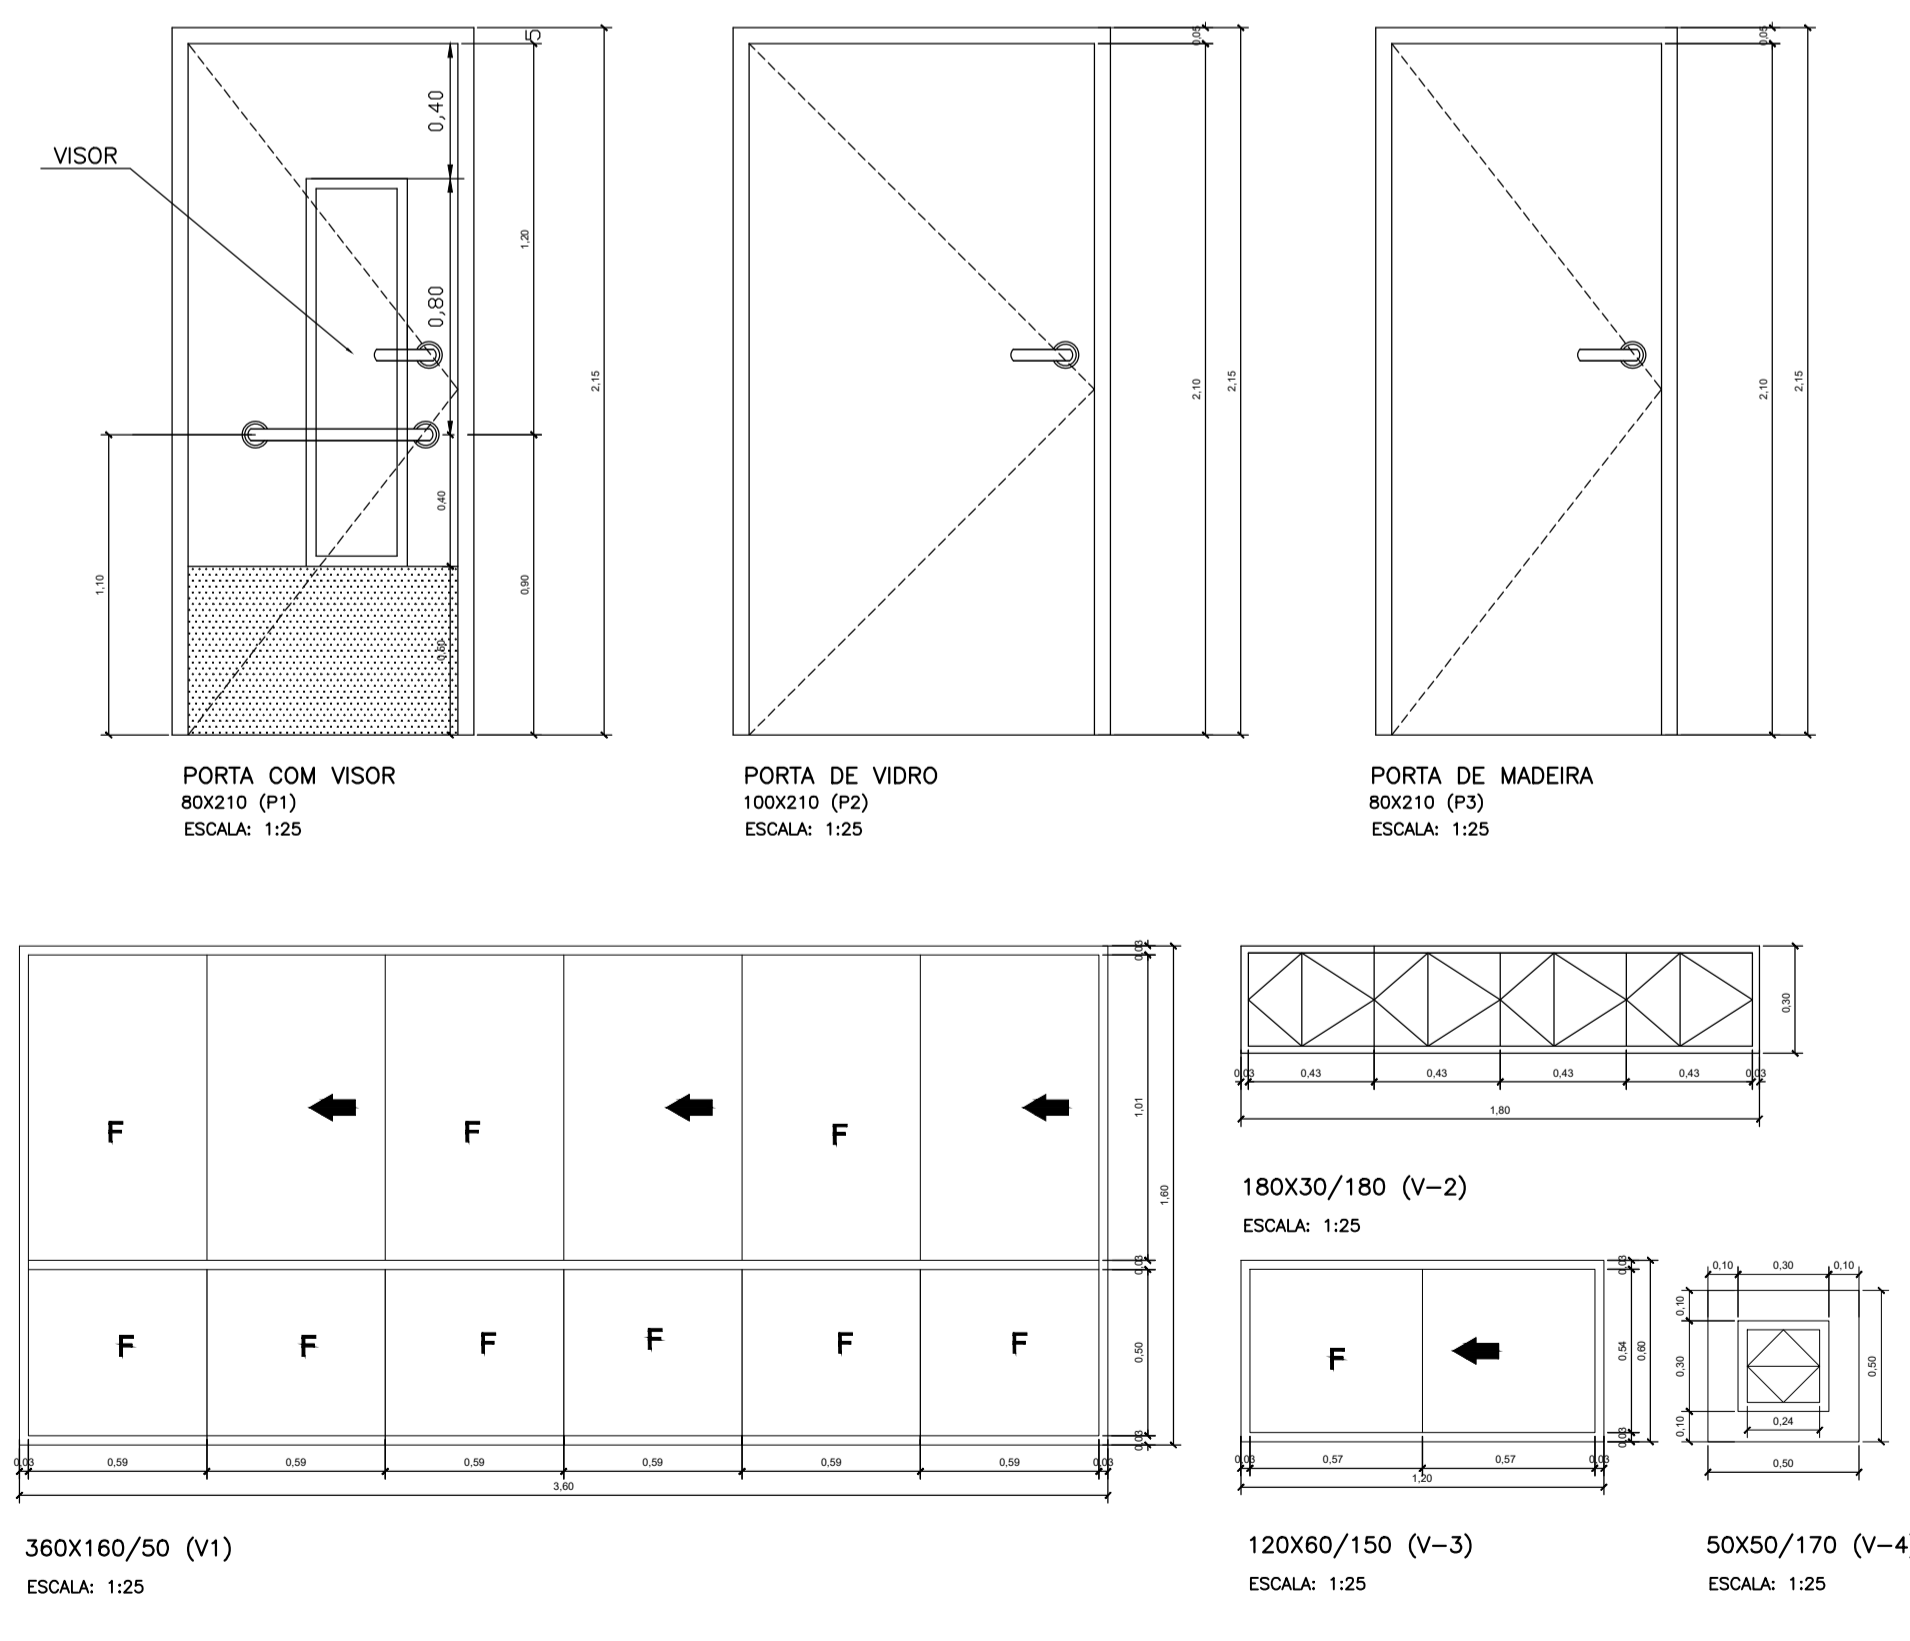 VISOR
5
0,40
0,80
1,20
2,15
0,40
1,10
0,90
PORTA COM VISOR
80X210 (P1)
ESCALA: 1:25
0,05
2,10
2,15
PORTA DE VIDRO
100X210 (P2)
ESCALA: 1:25
0,05
2,10
2,15
PORTA DE MADEIRA
80X210 (P3)
ESCALA: 1:25
F
F
F
F
F
F
F
F
F
0,03
1,01
0,03
0,50
0,03
1,60
0,03
0,59
0,59
0,59
0,59
0,59
0,59
0,03
3,60
360X160/50 (V1)
ESCALA: 1:25
0,30
0,03
0,43
0,43
0,43
0,43
0,03
1,80
180X30/180 (V-2)
ESCALA: 1:25
F
0,03
0,54
0,60
0,03
0,03
0,57
0,57
0,03
1,20
120X60/150 (V-3)
ESCALA: 1:25
0,10
0,30
0,10
0,10
0,30
0,10
0,50
0,24
0,50
50X50/170 (V-4)
ESCALA: 1:25